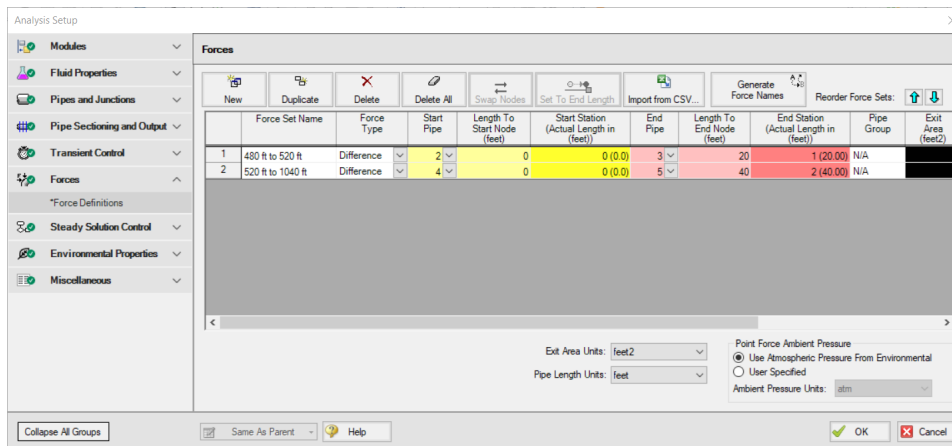 Analysis Setup
Modules
Fluid Properties
Pipes and Junctions
Pipe Sectioning and Output
Transient Control
Forces
*Force Definitions
Steady Solution Control
Environmental Properties
Miscellaneous
Forces
New
Duplicate
Delete
Delete All
Swap Nodes
Set To End Length
Import from CSV...
Generate
Force Names
Reorder Force Sets:
Force Set Name Force Start Length To Start Station End Length To End Station Pipe Exit
Type Pipe Start Node (Actual Length in Pipe End Node (Actual Length in Group Area
(feet) (feet)) (feet) (feet)) (feet2)
1 480 ft to 520 ft Difference 2 0 0 (0.0) 3 20 1 (20.00) N/A
2 520 ft to 1040 ft Difference 4 0 0 (0.0) 5 40 2 (40.00) N/A
Exit Area Units: feet2
Pipe Length Units: feet
Point Force Ambient Pressure
Use Atmospheric Pressure From Environmental
User Specified
Ambient Pressure Units: atm
Collapse All Groups
Same As Parent
Help
OK
Cancel